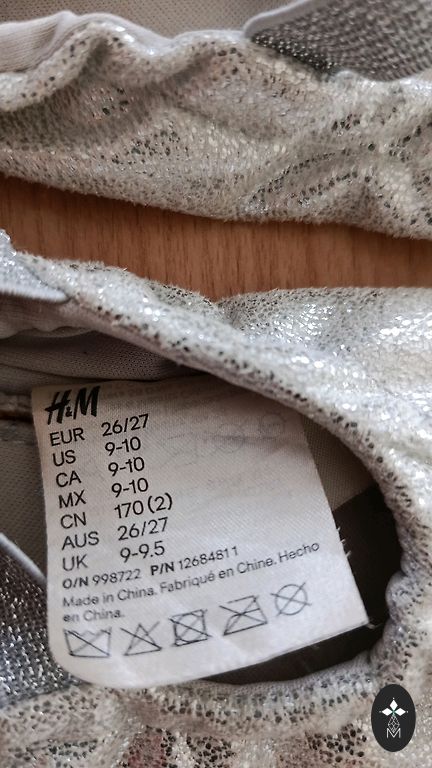 H&M
EUR 26/27
US 9-10
CA 9-10
MX 9-10
CN 170 (2)
AUS 26/27
UK 9-9.5
O/N 998722 P/N 12684811
Made in China. Fabriqué en Chine. Hecho
en China.
M